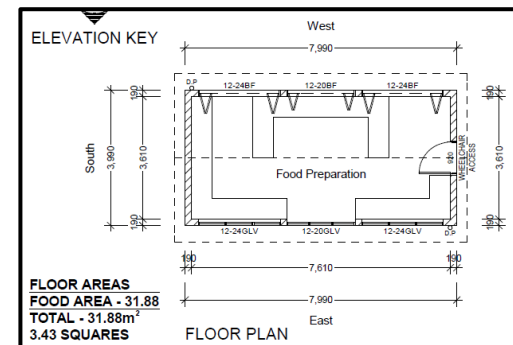 ELEVATION KEY
West
7,990
D.P
12-24BF
12-20BF
12-24BF
190
3,610
190
3,990
South
Food Preparation
920
WHEELCHAIR
ACCESS
190
3,610
190
12-24GLV
12-20GLV
12-24GLV
D.P
190
7,610
190
7,990
East
FLOOR AREAS
FOOD AREA - 31.88
TOTAL - 31.88m²
3.43 SQUARES
FLOOR PLAN